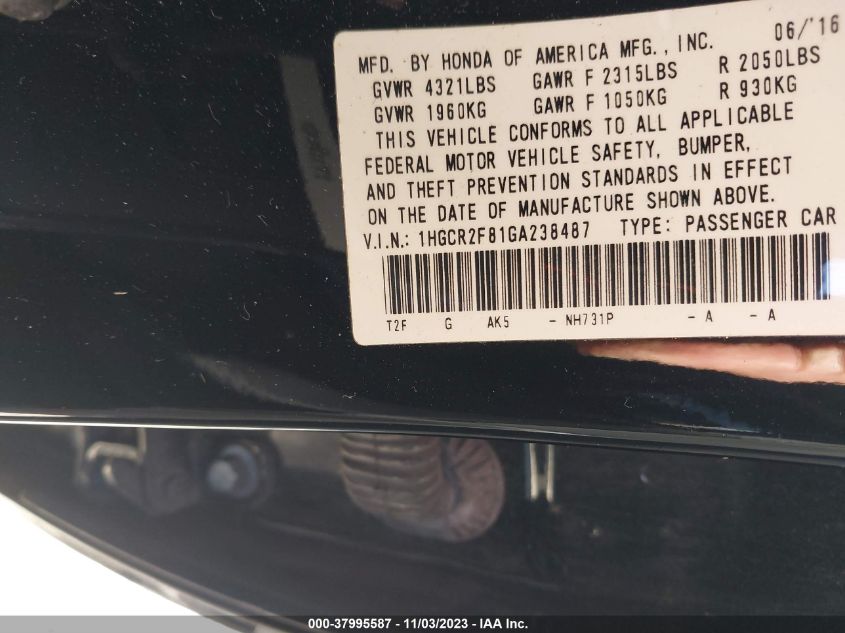 06/'16
MFD. BY HONDA OF AMERICA MFG., INC.
GVWR 4321LBS GAWR F 2315LBS R 2050LBS
GVWR 1960KG GAWR F 1050KG R 930KG
THIS VEHICLE CONFORMS TO ALL APPLICABLE
FEDERAL MOTOR VEHICLE SAFETY, BUMPER,
AND THEFT PREVENTION STANDARDS IN EFFECT
ON THE DATE OF MANUFACTURE SHOWN ABOVE.
V.I.N.: 1HGCR2F81GA238487 TYPE: PASSENGER CAR
T2F G AK5 - NH731P - A - A
000-37995587 - 11/03/2023 - IAA Inc.